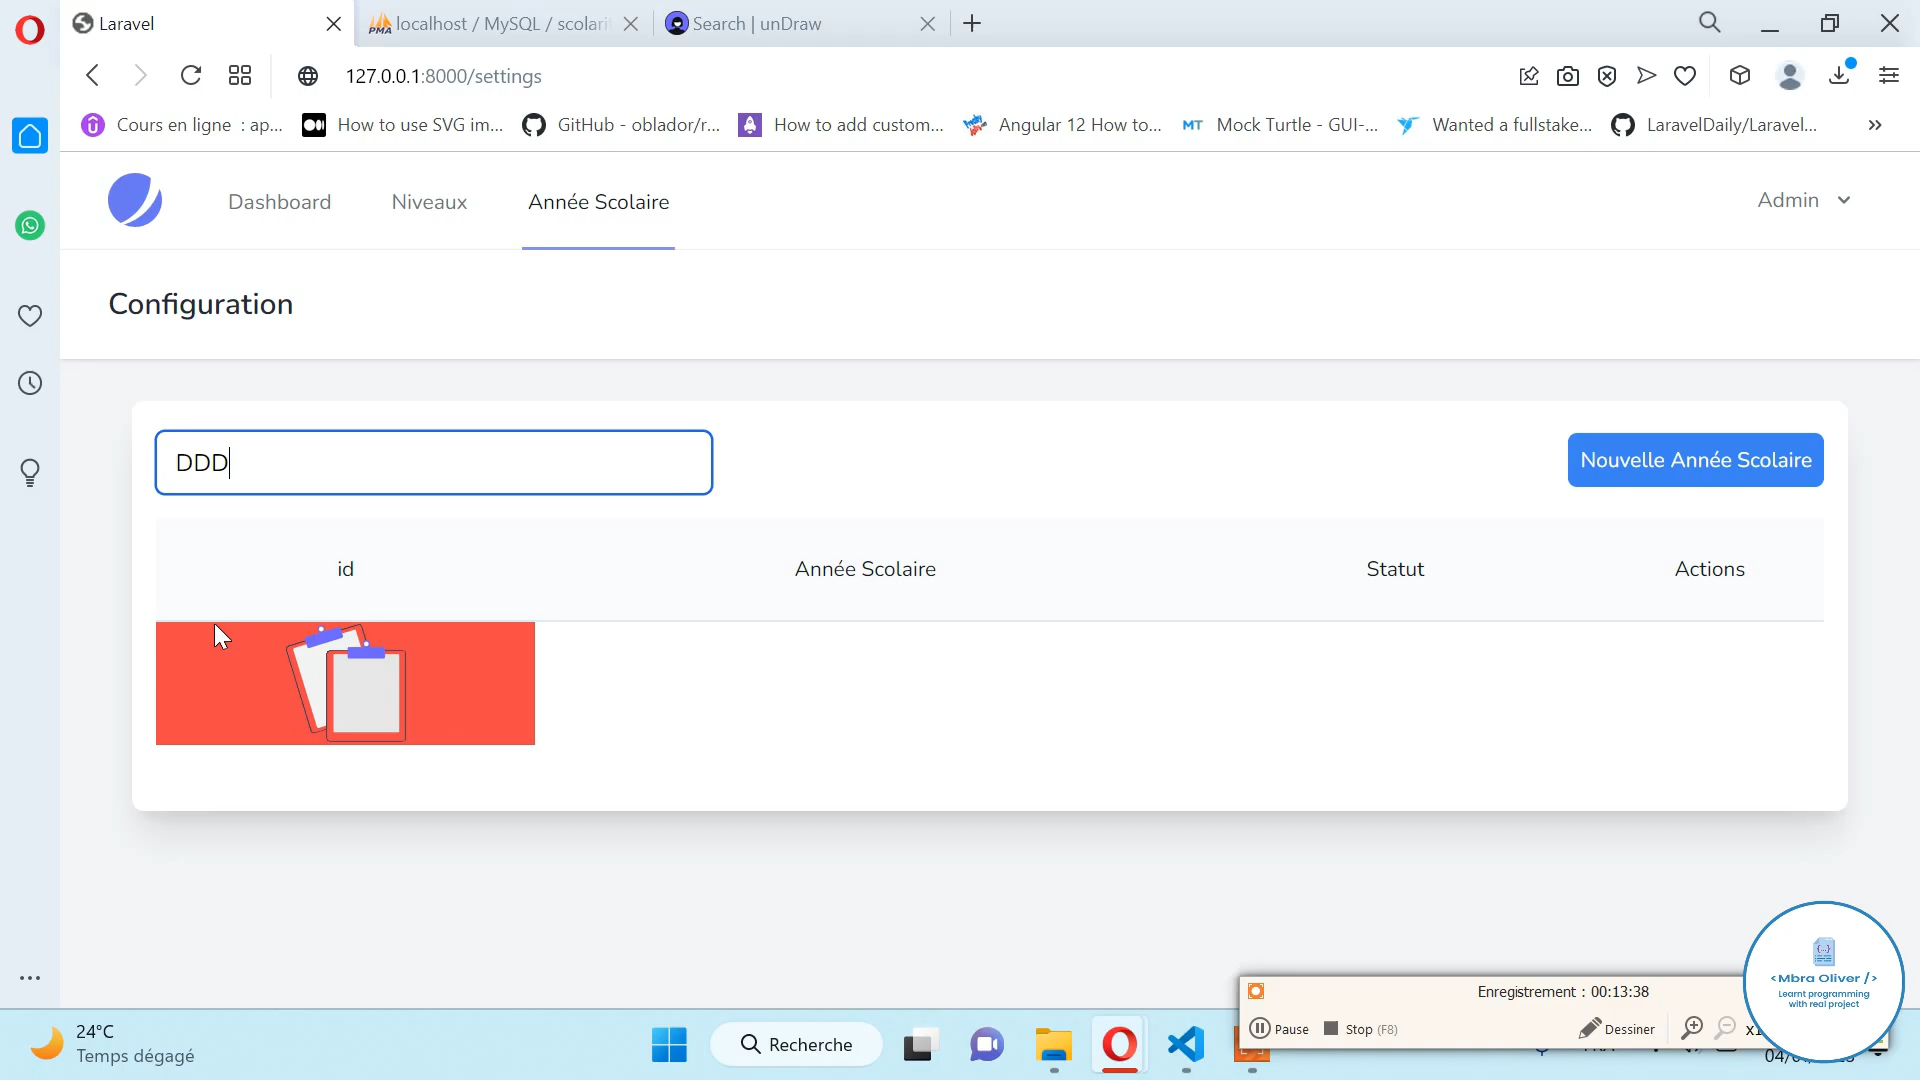 Laravel
localhost / MySQL / scolari
Search | unDraw
127.0.0.1:8000/settings
Cours en ligne : ap...
How to use SVG im...
GitHub - oblador/r...
How to add custom...
Angular 12 How to...
MT Mock Turtle - GUI-...
Wanted a fullstake...
LaravelDaily/Laravel...
Dashboard
Niveaux
Année Scolaire
Admin
Configuration
DDD
Nouvelle Année Scolaire
id
Année Scolaire
Statut
Actions
<Mbra Oliver />
Learnt programming
with real project
Enregistrement : 00:13:38
Pause
Stop (F8)
Dessiner
24°C
Temps dégagé
Recherche